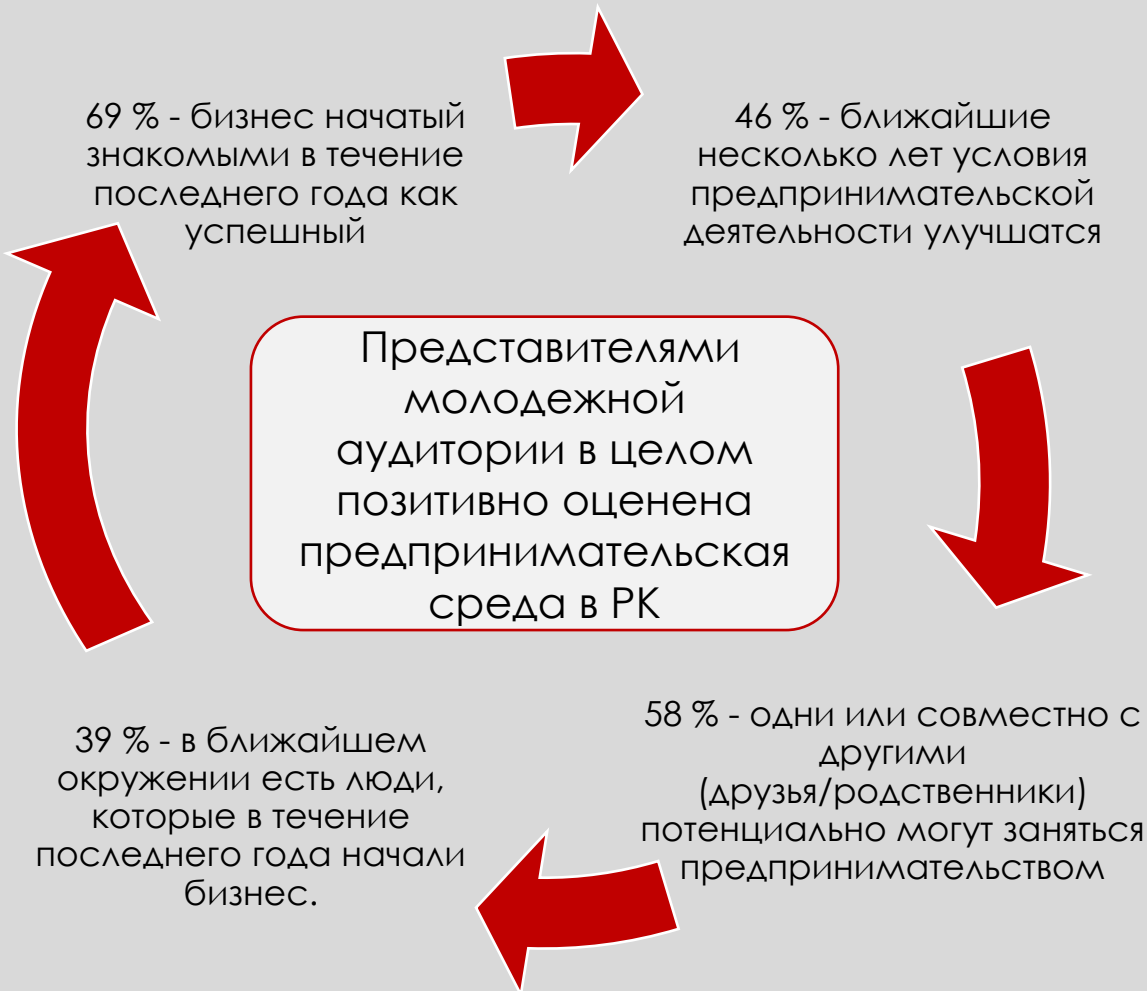 69 % - бизнес начатый
знакомыми в течение
последнего года как
успешный
46 % - ближайшие
несколько лет условия
предпринимательской
деятельности улучшатся
Представителями
молодежной
аудитории в целом
позитивно оценена
предпринимательская
среда в РК
58 % - одни или совместно с
другими
(друзья/родственники)
потенциально могут заняться
предпринимательством
39 % - в ближайшем
окружении есть люди,
которые в течение
последнего года начали
бизнес.